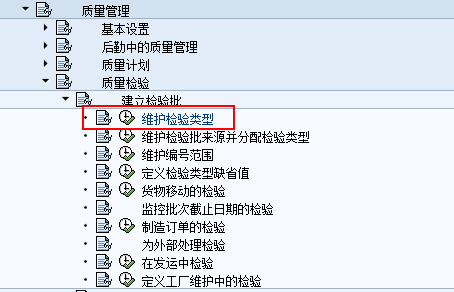 质量管理
基本设置
后勤中的质量管理
质量计划
质量检验
建立检验批
维护检验类型
维护检验批来源并分配检验类型
维护编号范围
定义检验类型缺省值
货物移动的检验
监控批次截止日期的检验
制造订单的检验
为外部处理检验
在发运中检验
定义工厂维护中的检验